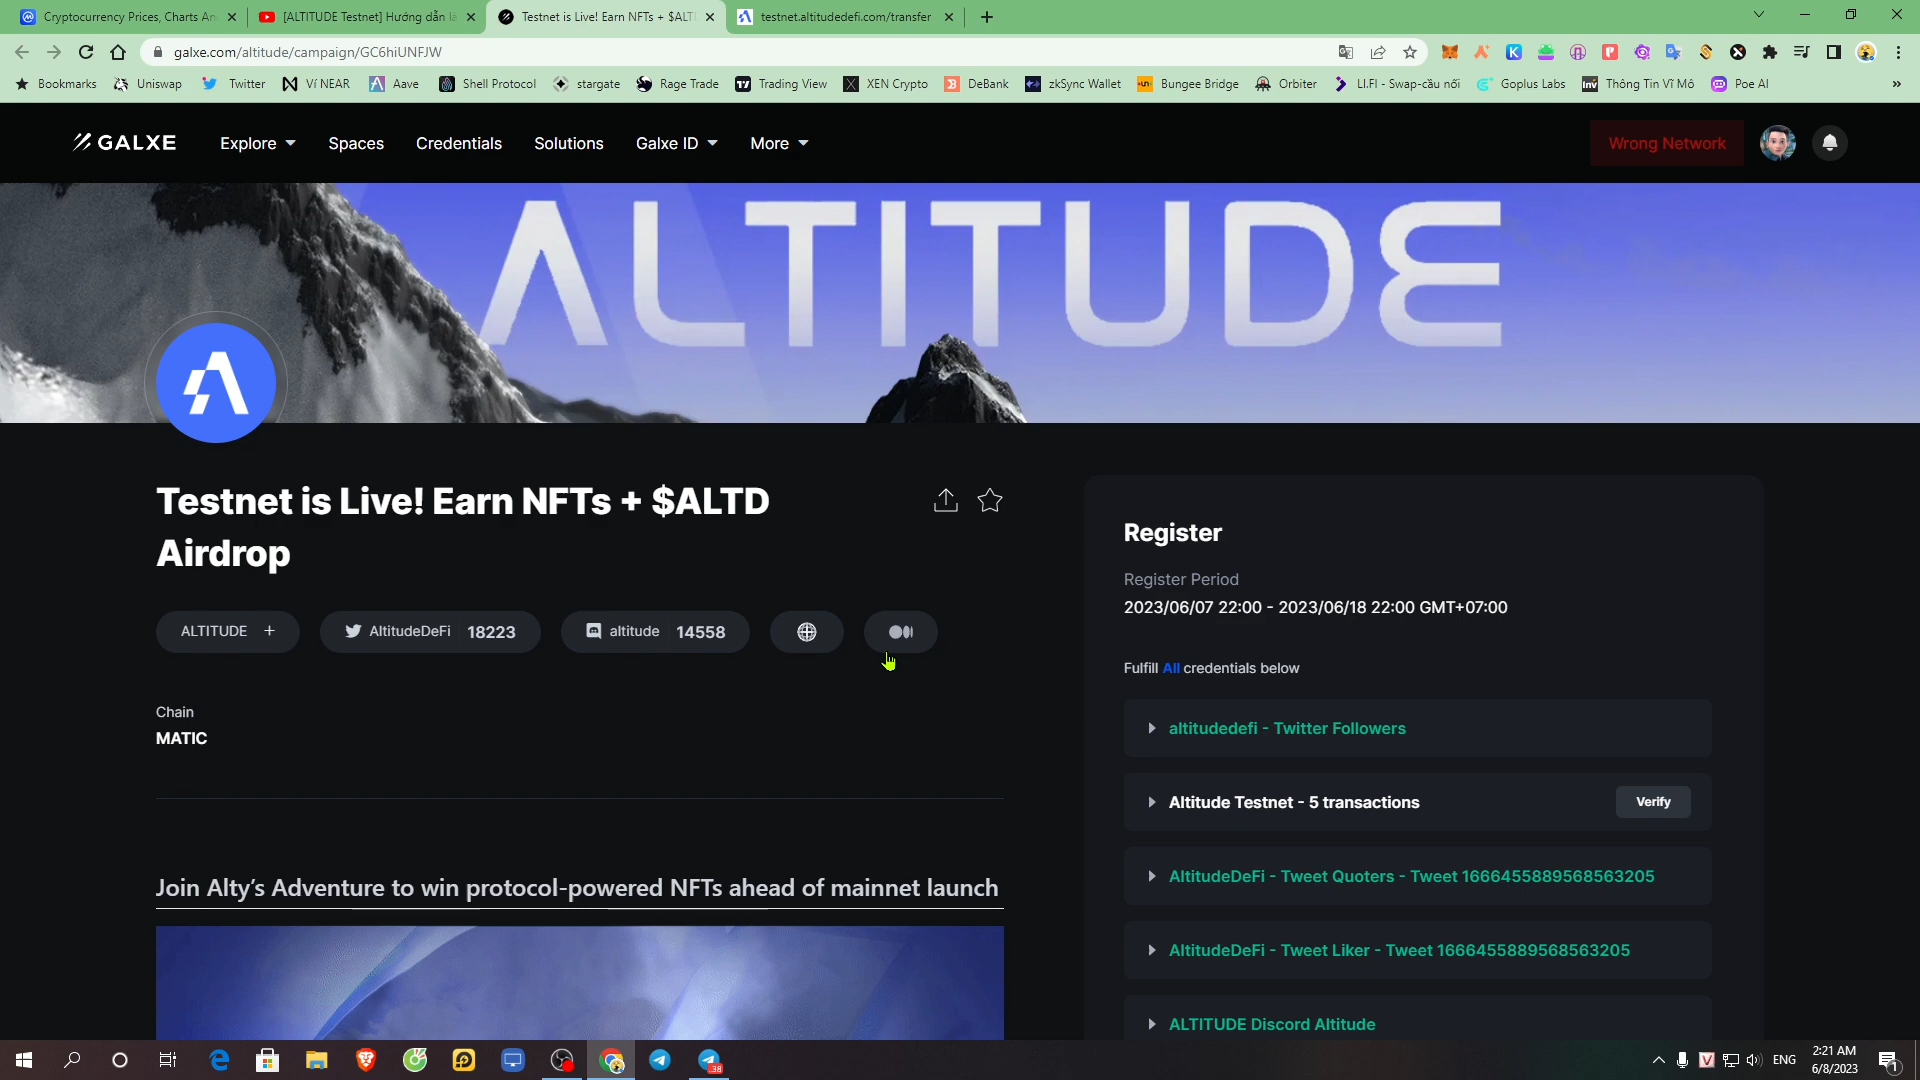 Cryptocurrency Prices, Charts An
[ALTITUDE Testnet] Hướng dẫn là
Testnet is Live! Earn NFTs + $ALT
testnet.altitudedefi.com/transfer
galxe.com/altitude/campaign/GC6hiUNFJW
Bookmarks
Uniswap
Twitter
Ví NEAR
Aave
Shell Protocol
stargate
Rage Trade
Trading View
XEN Crypto
DeBank
zkSync Wallet
Bungee Bridge
Orbiter
LI.FI - Swap-cầu nối
Goplus Labs
Thông Tin Vĩ Mô
Poe AI
GALXE
Explore
Spaces
Credentials
Solutions
Galxe ID
More
Wrong Network
ALTITUDE
Testnet is Live! Earn NFTs + $ALTD
Airdrop
ALTITUDE +
AltitudeDeFi 18223
altitude 14558
Chain
MATIC
Join Alty's Adventure to win protocol-powered NFTs ahead of mainnet launch
Register
Register Period
2023/06/07 22:00 - 2023/06/18 22:00 GMT+07:00
Fulfill All credentials below
altitudedefi - Twitter Followers
Altitude Testnet - 5 transactions
Verify
AltitudeDeFi - Tweet Quoters - Tweet 1666455889568563205
AltitudeDeFi - Tweet Liker - Tweet 1666455889568563205
ALTITUDE Discord Altitude
38
ENG
2:21 AM
6/8/2023
1